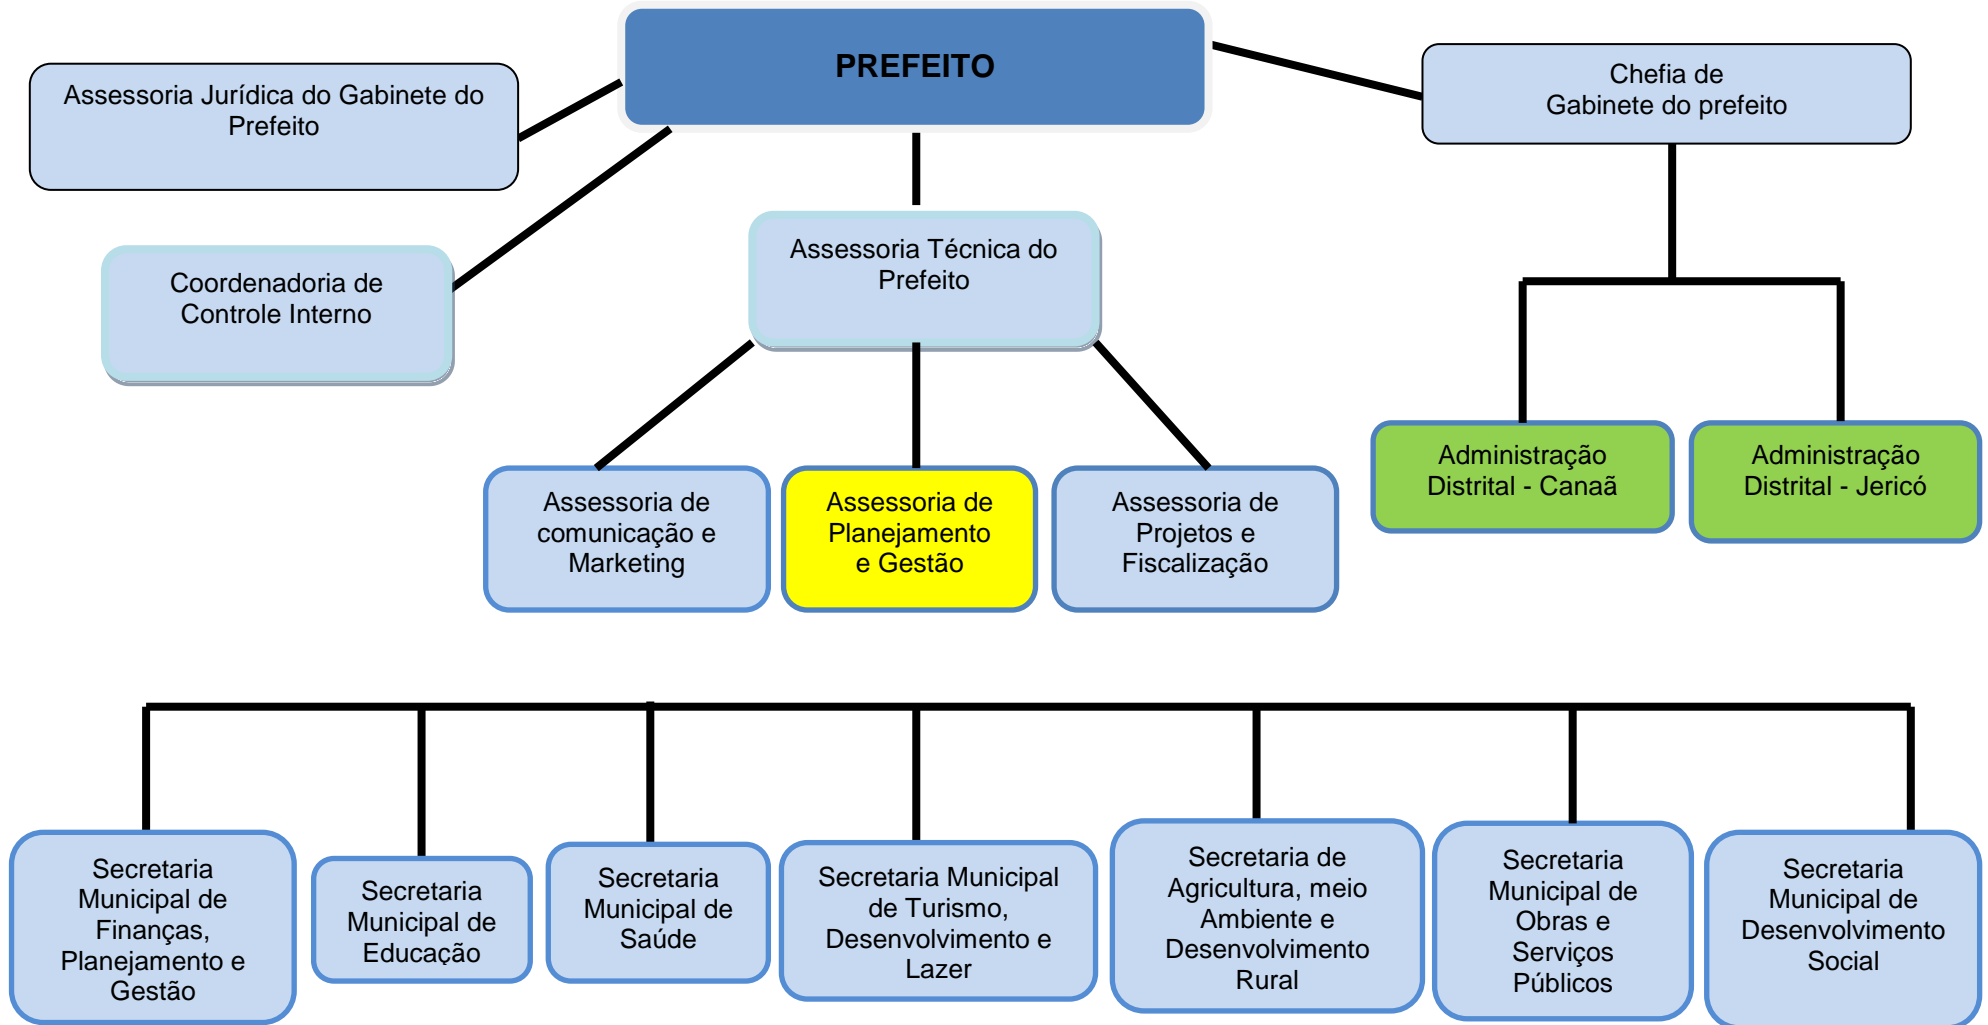 PREFEITO
Assessoria Jurídica do Gabinete do
Prefeito
Chefia de
Gabinete do prefeito
Coordenadoria de
Controle Interno
Assessoria Técnica do
Prefeito
Assessoria de
comunicação e
Marketing
Assessoria de
Planejamento
e Gestão
Assessoria de
Projetos e
Fiscalização
Administração
Distrital - Canaã
Administração
Distrital - Jericó
Secretaria
Municipal de
Finanças,
Planejamento e
Gestão
Secretaria
Municipal de
Educação
Secretaria
Municipal de
Saúde
Secretaria Municipal
de Turismo,
Desenvolvimento e
Lazer
Secretaria de
Agricultura, meio
Ambiente e
Desenvolvimento
Rural
Secretaria
Municipal de
Obras e
Serviços
Públicos
Secretaria
Municipal de
Desenvolvimento
Social